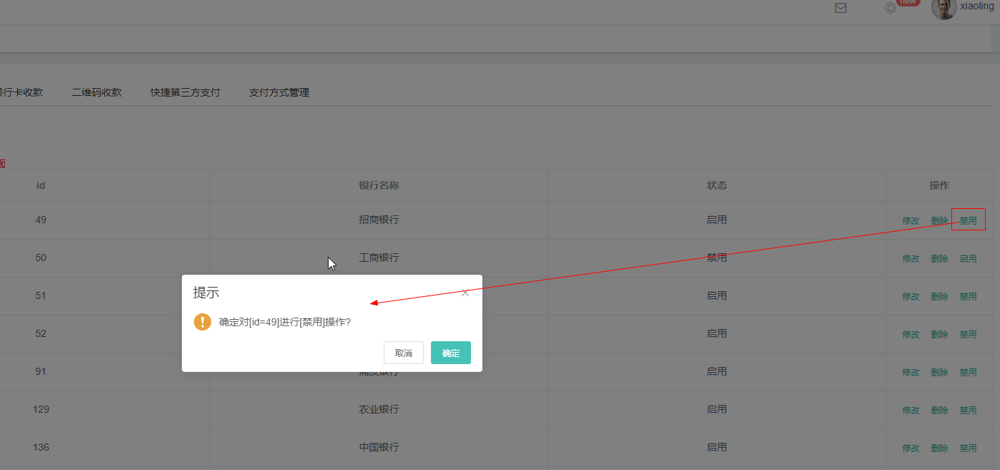 new
xiaoling
银行卡收款 二维码收款 快捷第三方支付 支付方式管理
面
id 银行名称 状态 操作
49 招商银行 启用 修改 删除 禁用
50 工商银行 禁用 修改 删除 启用
51 启用 修改 删除 禁用
52 启用 修改 删除 禁用
91 浦发银行 启用 修改 删除 禁用
129 农业银行 启用 修改 删除 禁用
136 中国银行 启用 修改 删除 禁用
提示
确定对[id=49]进行[禁用]操作?
取消 确定